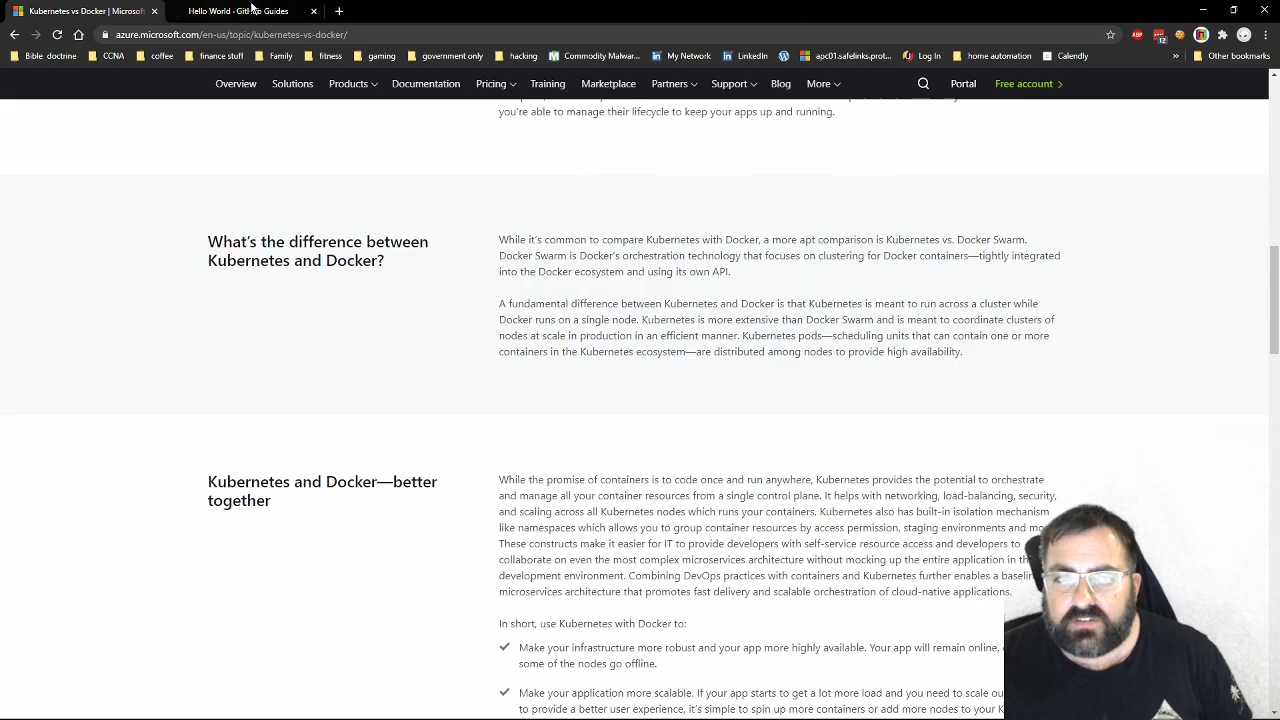 Kubernetes vs Docker | Microsof
Hello World · GitHub Guides
azure.microsoft.com/en-us/topic/kubernetes-vs-docker/
ABP
12
Bible doctrine
CCNA
coffee
finance stuff
Family
fitness
gaming
government only
hacking
Commodity Malwar...
My Network
LinkedIn
apc01.safelinks.prot...
Log In
home automation
Calendly
»
Other bookmarks
Overview
Solutions
Products
Pricing
Documentation
Training
Marketplace
Partners
Support
Blog
More
Portal
Free account
you're able to manage their lifecycle to keep your apps up and running.
What's the difference between
Kubernetes and Docker?
While it's common to compare Kubernetes with Docker, a more apt comparison is Kubernetes vs. Docker Swarm.
Docker Swarm is Docker's orchestration technology that focuses on clustering for Docker containers—tightly integrated
into the Docker ecosystem and using its own API.
A fundamental difference between Kubernetes and Docker is that Kubernetes is meant to run across a cluster while
Docker runs on a single node. Kubernetes is more extensive than Docker Swarm and is meant to coordinate clusters of
nodes at scale in production in an efficient manner. Kubernetes pods—scheduling units that can contain one or more
containers in the Kubernetes ecosystem—are distributed among nodes to provide high availability.
Kubernetes and Docker—better
together
While the promise of containers is to code once and run anywhere, Kubernetes provides the potential to orchestrate
and manage all your container resources from a single control plane. It helps with networking, load-balancing, security,
and scaling across all Kubernetes nodes which runs your containers. Kubernetes also has built-in isolation mechanism
like namespaces which allows you to group container resources by access permission, staging environments and mo
These constructs make it easier for IT to provide developers with self-service resource access and developers to
collaborate on even the most complex microservices architecture without mocking up the entire application in th
development environment. Combining DevOps practices with containers and Kubernetes further enables a baselin
microservices architecture that promotes fast delivery and scalable orchestration of cloud-native applications.
In short, use Kubernetes with Docker to:
Make your infrastructure more robust and your app more highly available. Your app will remain online,
some of the nodes go offline.
Make your application more scalable. If your app starts to get a lot more load and you need to scale ou
to provide a better user experience, it's simple to spin up more containers or add more nodes to your K